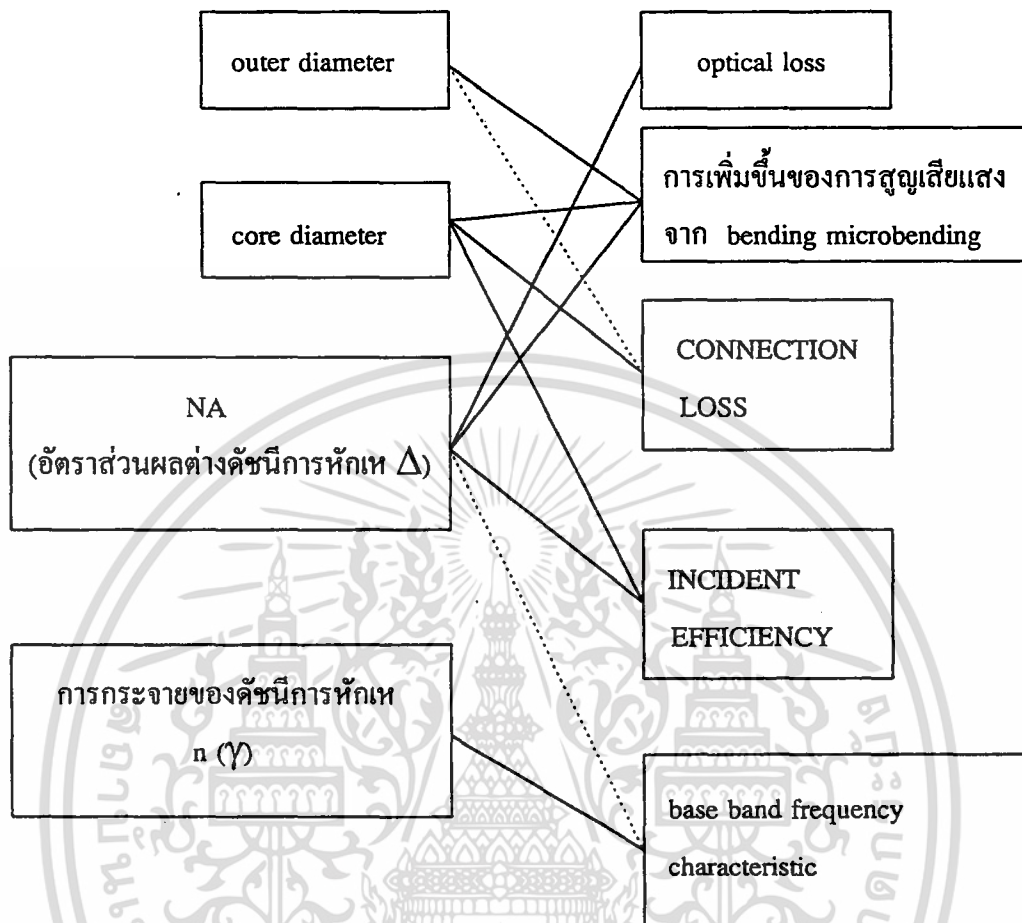 outer diameter
optical loss
core diameter
การเพิ่มขึ้นของการสูญเสียแสง
จาก bending microbending
NA
(อัตราส่วนผลต่างดัชนีการหักเห Δ)
CONNECTION
LOSS
INCIDENT
EFFICIENCY
การกระจายของดัชนีการหักเห
n (γ)
base band frequency
characteristic